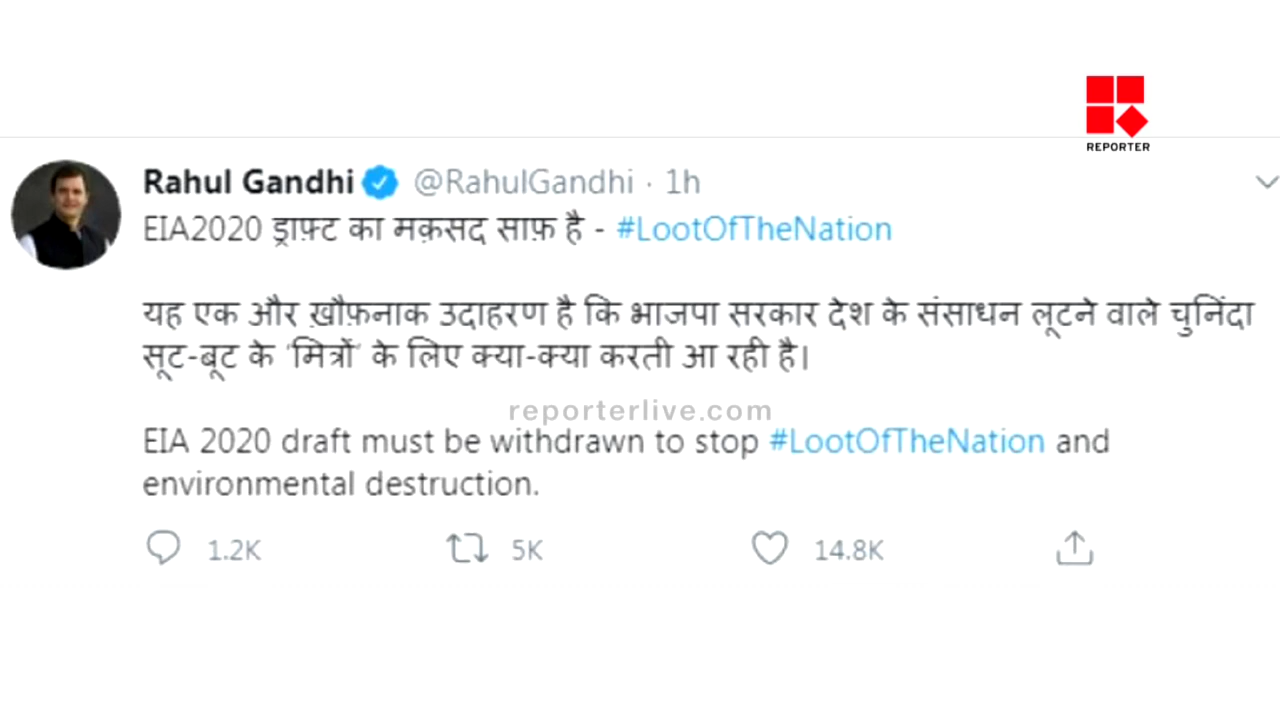 REPORTER
Rahul Gandhi @RahulGandhi · 1h
EIA2020 ड्राफ़्ट का मक़सद साफ़ है - #LootOfTheNation
यह एक और ख़ौफ़नाक उदाहरण है कि भाजपा सरकार देश के संसाधन लूटने वाले चुनिंदा
सूट-बूट के ‘मित्रों’ के लिए क्या-क्या करती आ रही है।
reporterlive.com
EIA 2020 draft must be withdrawn to stop #LootOfTheNation and
environmental destruction.
1.2K 5K 14.8K